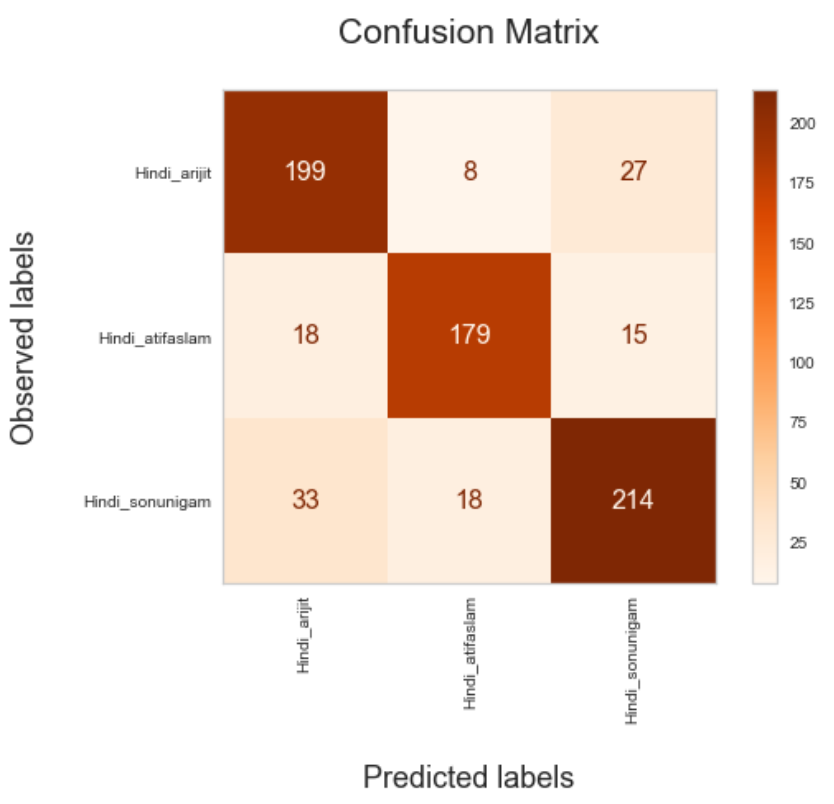 Confusion Matrix
Observed labels
Hindi_arijit 199 8 27
Hindi_atifaslam 18 179 15
Hindi_sonunigam 33 18 214
Hindi_arijit
Hindi_atifaslam
Hindi_sonunigam
Predicted labels
200
175
150
125
100
75
50
25